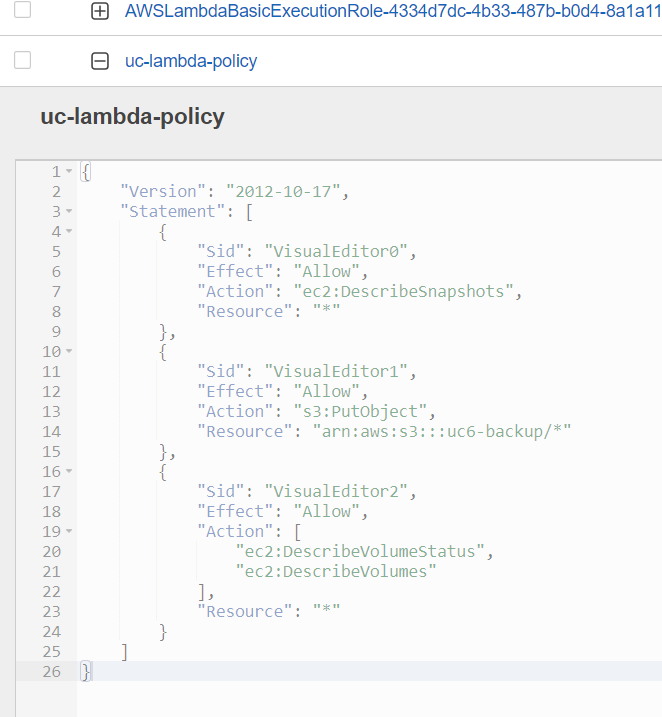 AWSLambdaBasicExecutionRole-4334d7dc-4b33-487b-b0d4-8a1a11
uc-lambda-policy
uc-lambda-policy
1 {
2 "Version": "2012-10-17",
3 "Statement": [
4 {
5 "Sid": "VisualEditor0",
6 "Effect": "Allow",
7 "Action": "ec2:DescribeSnapshots",
8 "Resource": "*"
9 },
10 {
11 "Sid": "VisualEditor1",
12 "Effect": "Allow",
13 "Action": "s3:PutObject",
14 "Resource": "arn:aws:s3:::uc6-backup/*"
15 },
16 {
17 "Sid": "VisualEditor2",
18 "Effect": "Allow",
19 "Action": [
20 "ec2:DescribeVolumeStatus",
21 "ec2:DescribeVolumes"
22 ],
23 "Resource": "*"
24 }
25 ]
26 }